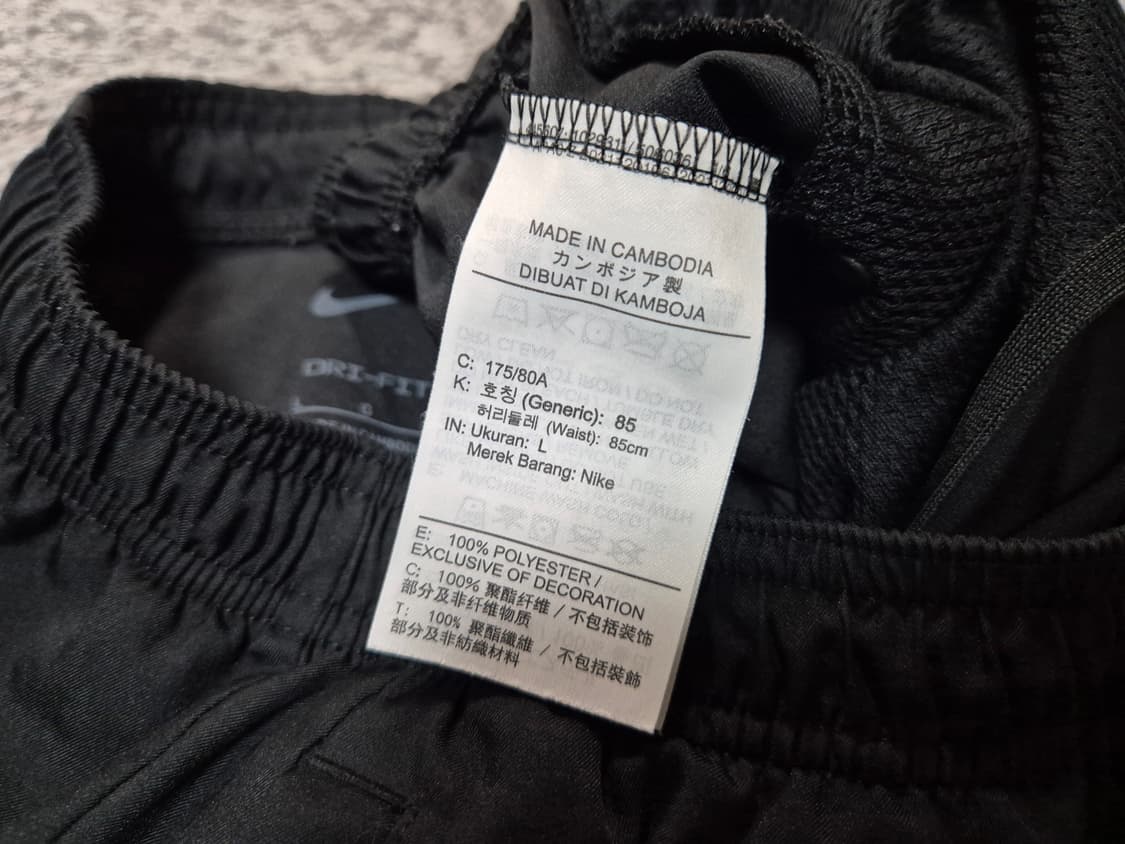 MADE IN CAMBODIA
カンボジア製
DIBUAT DI KAMBOJA
DRI-FIT
C: 175/80A
K: 호칭 (Generic): 85
허리둘레 (Waist): 85cm
IN: Ukuran: L
Merek Barang: Nike
E: 100% POLYESTER /
EXCLUSIVE OF DECORATION
C: 100% 聚酯纤维 / 不包括装饰
部分及非纤维物质
T: 100% 聚酯纖維 / 不包括裝飾
部分及非紡織材料